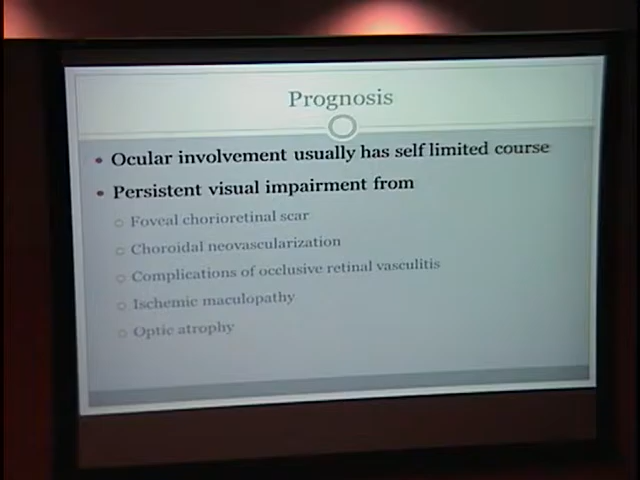 Prognosis
Ocular involvement usually has self limited course
Persistent visual impairment from
Foveal chorioretinal scar
Choroidal neovascularization
Complications of occlusive retinal vasculitis
Ischemic maculopathy
Optic atrophy